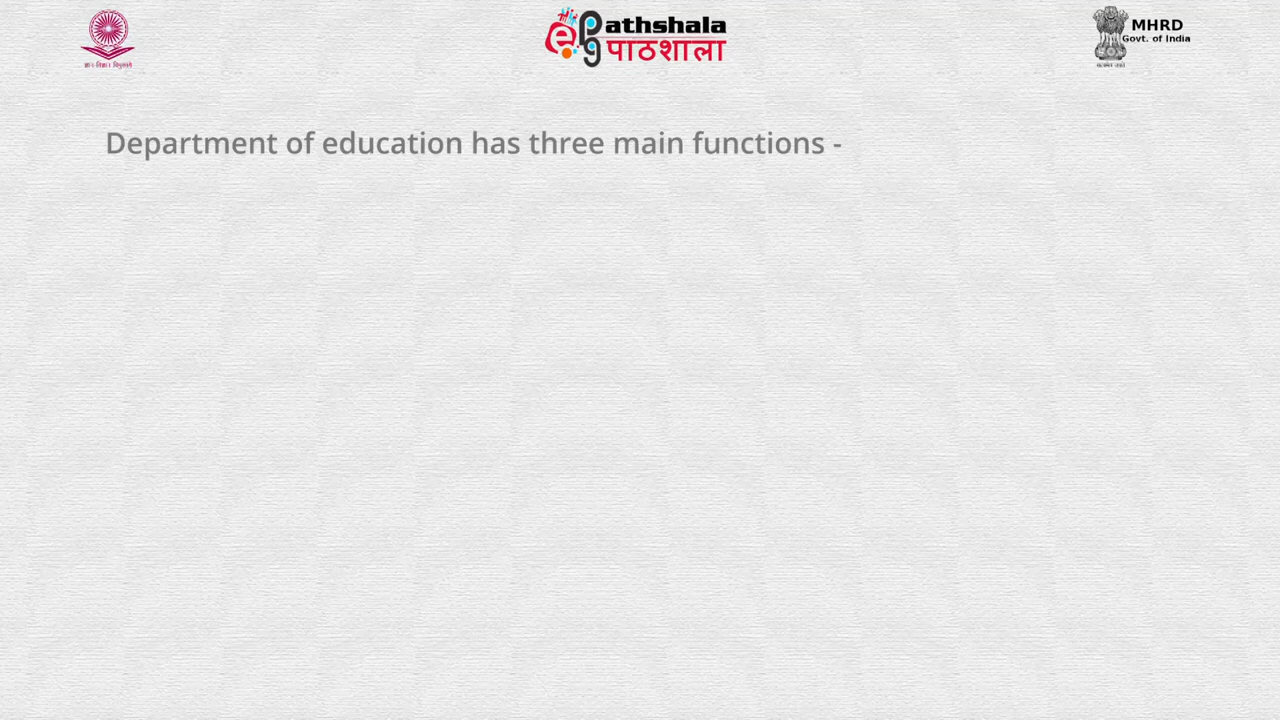 ePathshala
पाठशाला
MHRD
Govt. of India
Department of education has three main functions -